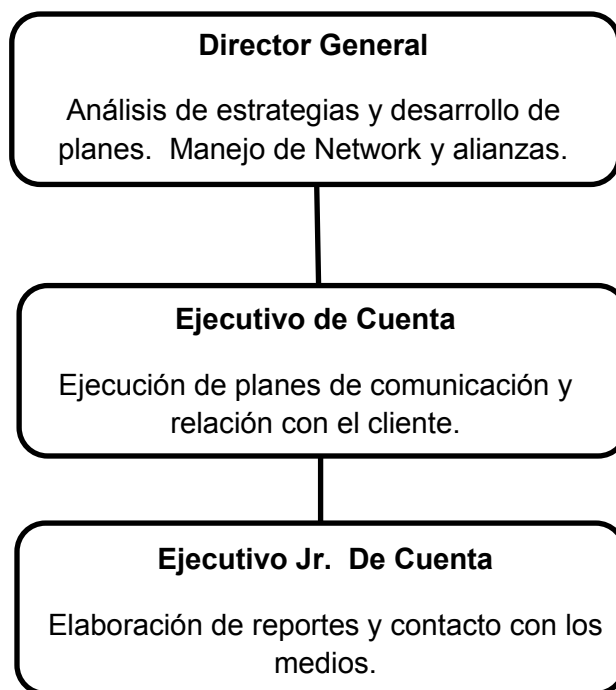 Director General
Análisis de estrategias y desarrollo de
planes.  Manejo de Network y alianzas.
Ejecutivo de Cuenta
Ejecución de planes de comunicación y
relación con el cliente.
Ejecutivo Jr.  De Cuenta
Elaboración de reportes y contacto con los
medios.